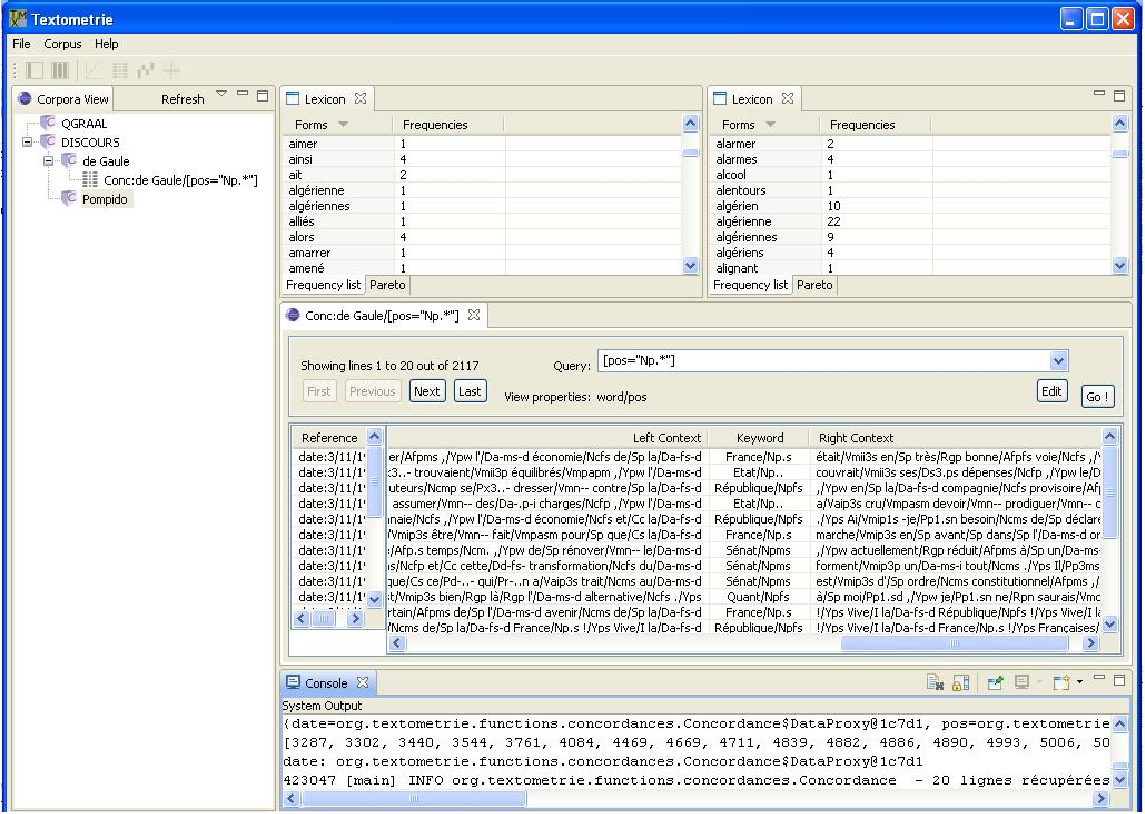 Textometrie
File Corpus Help
Corpora View Refresh
QGRAAL
DISCOURS
de Gaule
Conc:de Gaule/[pos="Np.*"]
Pompido
Lexicon
Forms Frequencies
aimer 1
ainsi 4
ait 2
algérienne 1
algériennes 1
alliés 1
alors 4
amarrer 1
amené 1
Frequency list Pareto
Lexicon
Forms Frequencies
alarmer 2
alarmes 4
alcool 1
alentours 1
algérien 10
algérienne 22
algériennes 9
algériens 4
alignant 1
Frequency list Pareto
Conc:de Gaule/[pos="Np.*"]
Showing lines 1 to 20 out of 2117 Query: [pos="Np.*"]
First Previous Next Last View properties: word/pos Edit Go !
Reference Left Context Keyword Right Context
date:3/11/1 er/Afpms ,/Ypw l'/Da-ms-d économie/Ncfs de/Sp la/Da-fs-d France/Np.s était/Vmii3s en/Sp très/Rgp bonne/Afpfs voie/Ncfs
date:3/11/1 :3..- trouvaient/Vmii3p équilibrés/Vmpapm ,/Ypw l'/Da-ms-d Etat/Np.. couvrait/Vmii3s ses/Ds3.ps dépenses/Ncfp ,/Ypw le/D
date:3/11/1 uteurs/Ncmp se/Px3..- dresser/Vmn-- contre/Sp la/Da-fs-d République/Npfs ,/Ypw en/Sp la/Da-fs-d compagnie/Ncfs provisoire/Afp
date:3/11/1 assumer/Vmn-- des/Da-.p-i charges/Ncfp ,/Ypw l'/Da-ms-d Etat/Np.. a/Vaip3s cru/Vmpasm devoir/Vmn-- prodiguer/Vmn--
date:3/11/1 naie/Ncfs ,/Ypw l'/Da-ms-d économie/Ncfs et/Cc la/Da-fs-d République/Npfs ./Yps Ai/Vmip1s -je/Pp1.sn besoin/Ncms de/Sp déclare
date:3/11/1 /Vmip3s être/Vmn-- fait/Vmpasm pour/Sp que/Cs la/Da-fs-d France/Np.s marche/Vmip3s en/Sp avant/Sp dans/Sp l'/Da-ms-d or
date:3/11/1 :/Afp.s temps/Ncm. ,/Ypw de/Sp rénover/Vmn-- le/Da-ms-d Sénat/Npms ,/Ypw actuellement/Rgp réduit/Afpms à/Sp un/Da-ms-
date:3/11/1 is/Ncfp et/Cc cette/Dd-fs- transformation/Ncfs du/Da-ms-d Sénat/Npms forment/Vmip3p un/Da-ms-i tout/Ncms ./Yps Il/Pp3ms
date:3/11/1 que/Cs ce/Pd-..- qui/Pr-..n a/Vaip3s trait/Ncms au/Da-ms-d Sénat/Npms est/Vmip3s d'/Sp ordre/Ncms constitutionnel/Afpms ,/
date:3/11/1 st/Vmip3s bien/Rgp là/Rgp l'/Da-ms-d alternative/Ncfs ./Yps Quant/Npfs à/Sp moi/Pp1.sd ,/Ypw je/Pp1.sn ne/Rpn saurais/Vmc
date:3/11/1 rtain/Afpms de/Sp l'/Da-ms-d avenir/Ncms de/Sp la/Da-fs-d France/Np.s !/Yps Vive/I la/Da-fs-d République/Npfs !/Yps Vive/I la
/Ncms de/Sp la/Da-fs-d France/Np.s !/Yps Vive/I la/Da-fs-d République/Npfs !/Yps Vive/I la/Da-fs-d France/Np.s !/Yps Françaises/
Console
System Output
{date=org.textometrie.functions.concordances.Concordance$DataProxy@1c7d1, pos=org.textometrie
[3287, 3302, 3440, 3544, 3761, 4084, 4469, 4669, 4711, 4839, 4882, 4886, 4890, 4993, 5006, 50
date: org.textometrie.functions.concordances.Concordance$DataProxy@1c7d1
423047 [main] INFO org.textometrie.functions.concordances.Concordance - 20 lignes récupérées